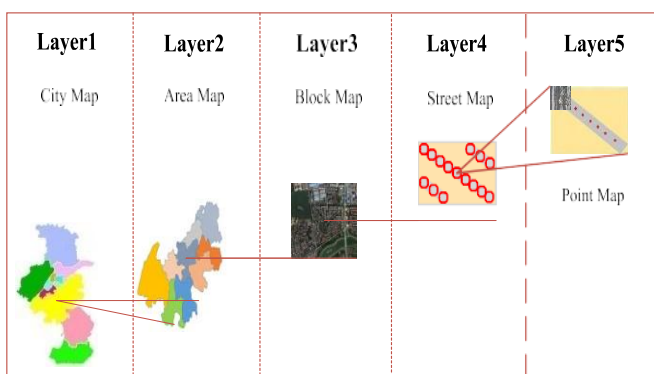 Layer1
Layer2
Layer3
Layer4
Layer5
City Map
Area Map
Block Map
Street Map
Point Map